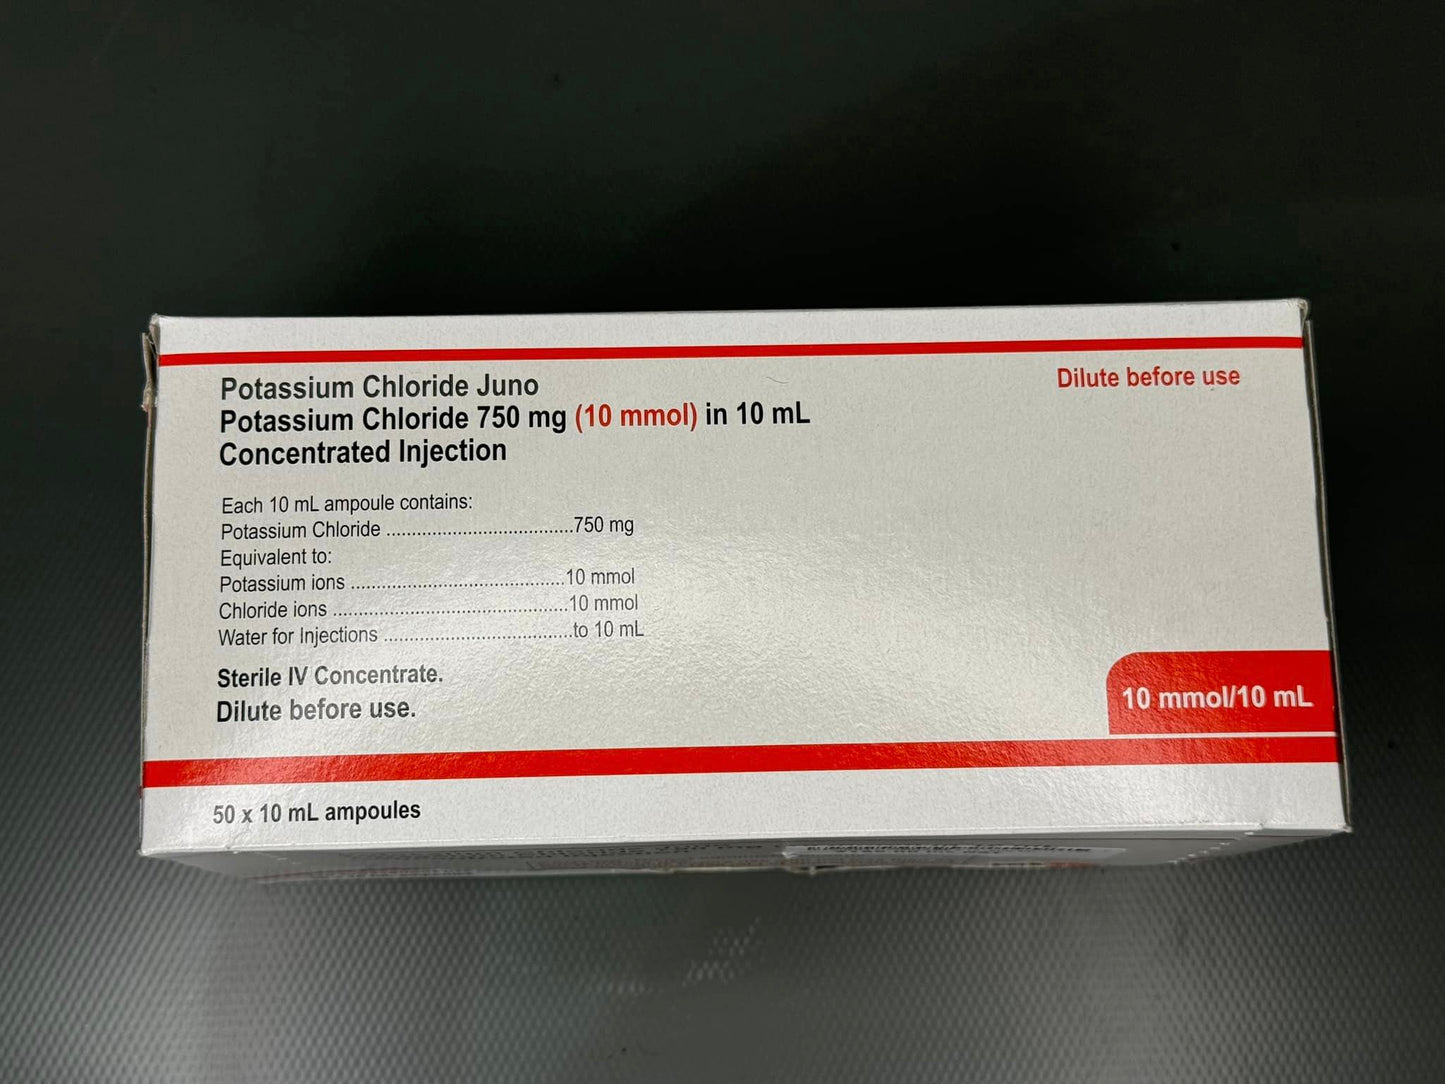 Potassium Chloride Juno
Dilute before use
Potassium Chloride 750 mg (10 mmol) in 10 mL
Concentrated Injection
Each 10 mL ampoule contains:
Potassium Chloride ....................................750 mg
Equivalent to:
Potassium ions .........................................10 mmol
Chloride ions .............................................10 mmol
Water for Injections ....................................to 10 mL
Sterile IV Concentrate.
Dilute before use.
10 mmol/10 mL
50 x 10 mL ampoules